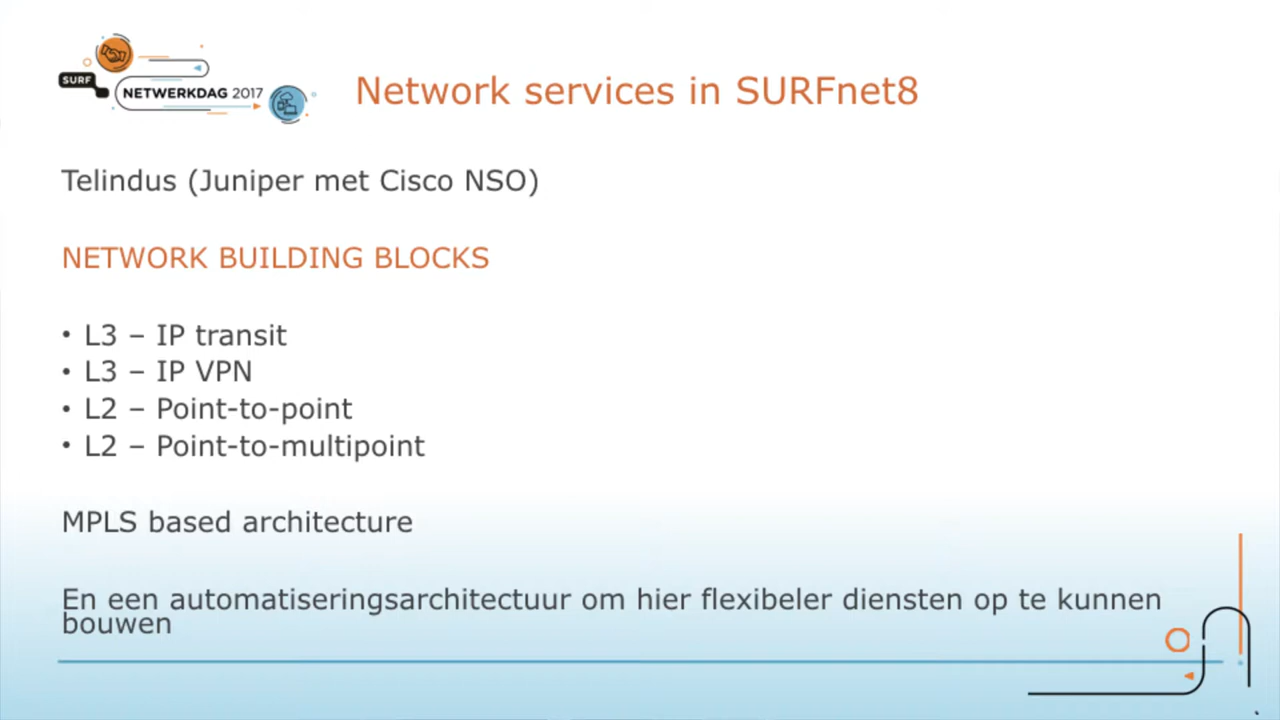 SURF
NETWERKDAG 2017
Network services in SURFnet8
Telindus (Juniper met Cisco NSO)
NETWORK BUILDING BLOCKS
• L3 – IP transit
• L3 – IP VPN
• L2 – Point-to-point
• L2 – Point-to-multipoint
MPLS based architecture
En een automatiseringsarchitectuur om hier flexibeler diensten op te kunnen
bouwen